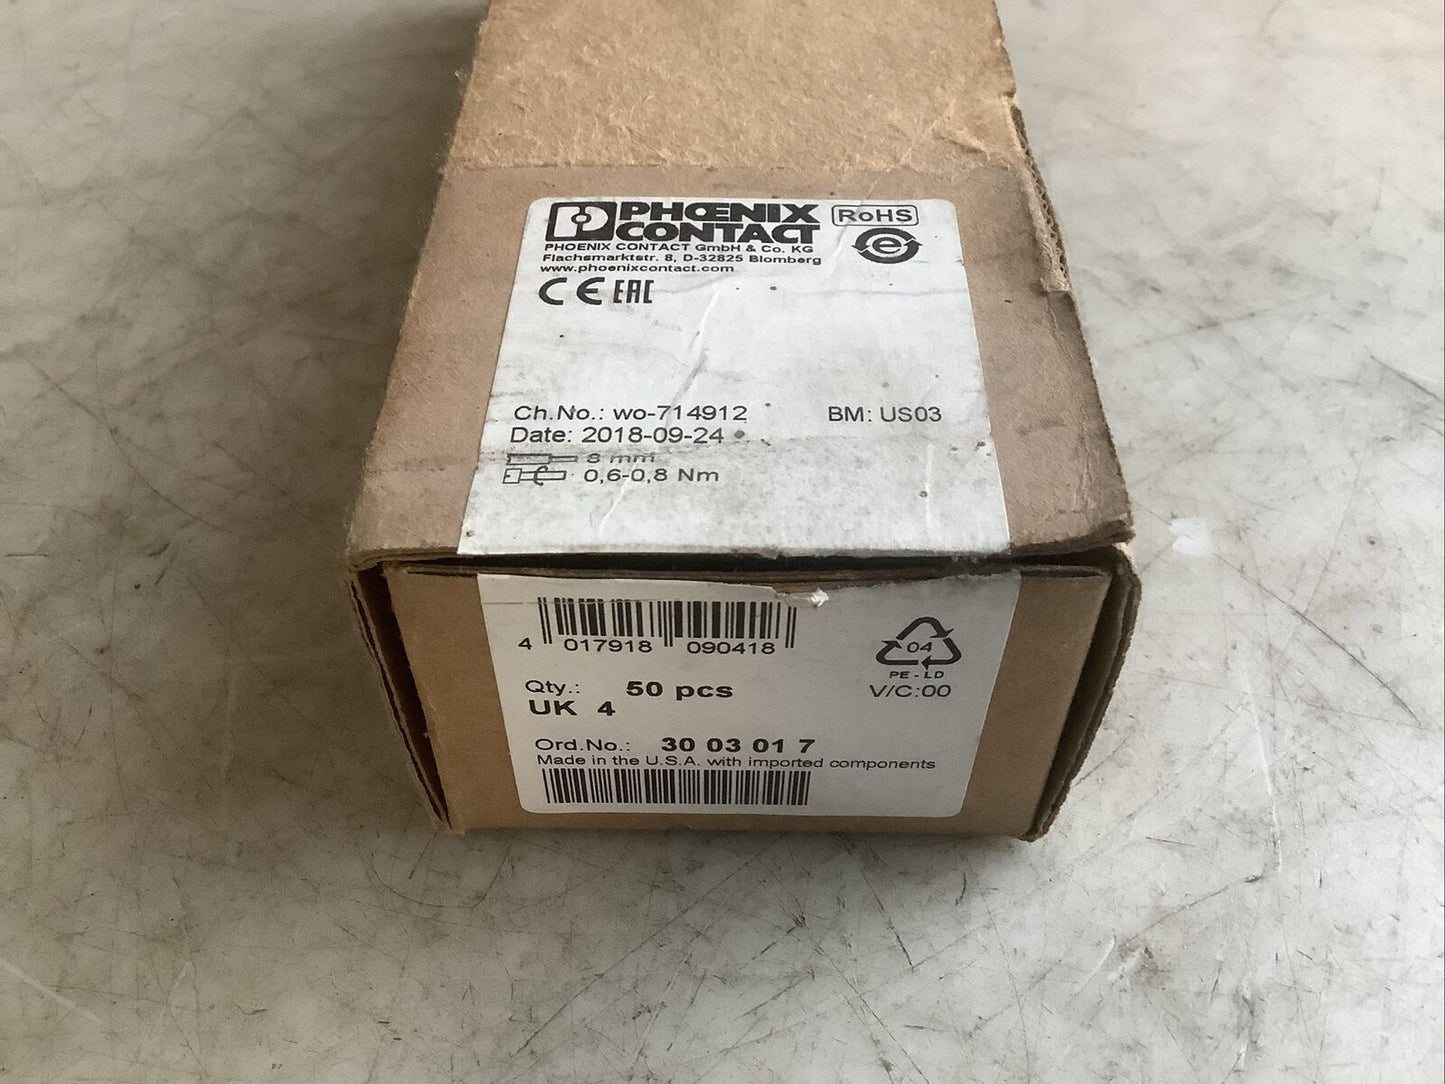 PHŒNIX
CONTACT
RoHS
e
PHOENIX CONTACT GmbH & Co. KG
Flachsmarktstr. 8, D-32825 Blomberg
www.phoenixcontact.com
CE EAC
Ch.No.: wo-714912 BM: US03
Date: 2018-09-24
8 mm
0,6-0,8 Nm
4 017918 090418
04
PE-LD
Qty.: 50 pcs V/C:00
UK 4
Ord.No.: 30 03 01 7
Made in the U.S.A. with imported components